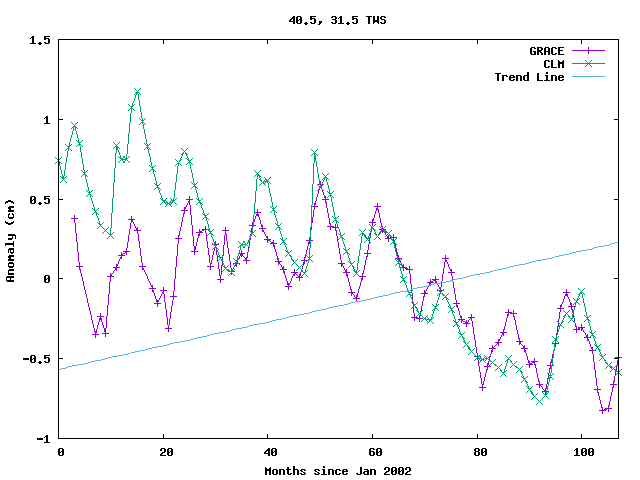 40.5, 31.5 TWS
GRACE
CLM
Trend Line
Anomaly (cm)
1.5
1
0.5
0
-0.5
-1
0 20 40 60 80 100
Months since Jan 2002